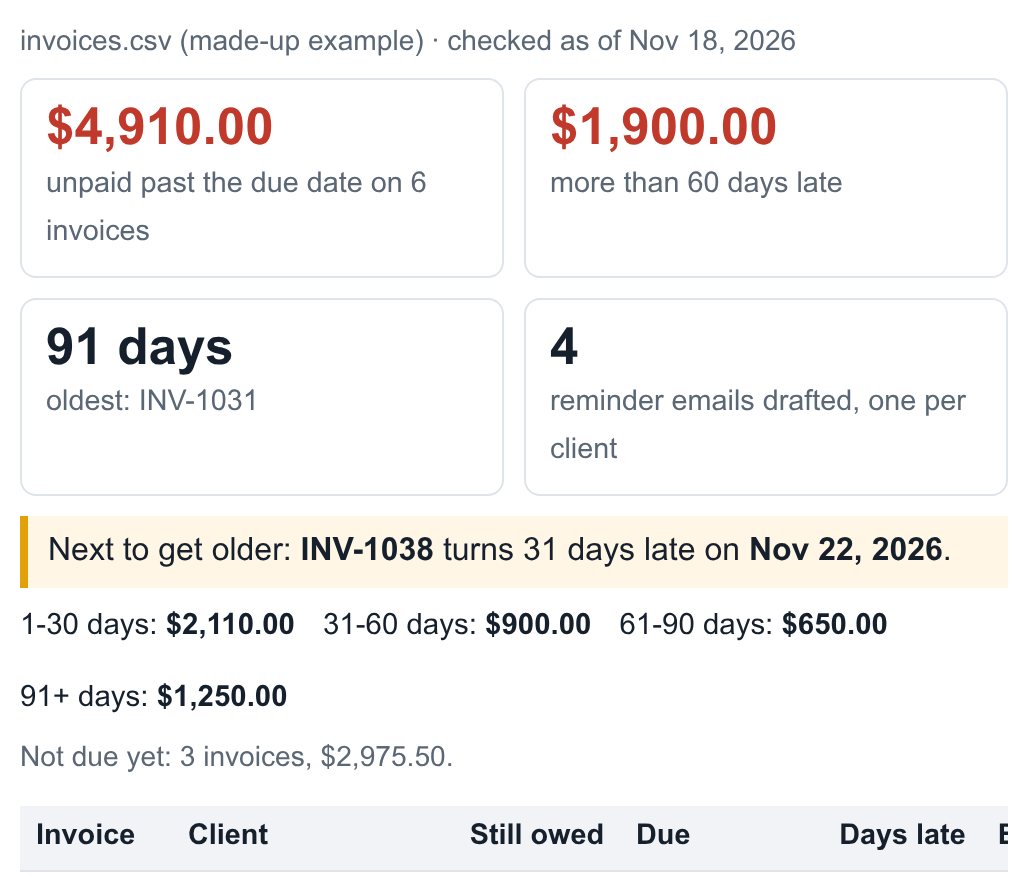 invoices.csv (made-up example) · checked as of Nov 18, 2026
$4,910.00
unpaid past the due date on 6
invoices
$1,900.00
more than 60 days late
91 days
oldest: INV-1031
4
reminder emails drafted, one per
client
Next to get older: INV-1038 turns 31 days late on Nov 22, 2026.
1-30 days: $2,110.00 31-60 days: $900.00 61-90 days: $650.00
91+ days: $1,250.00
Not due yet: 3 invoices, $2,975.50.
Invoice Client Still owed Due Days late